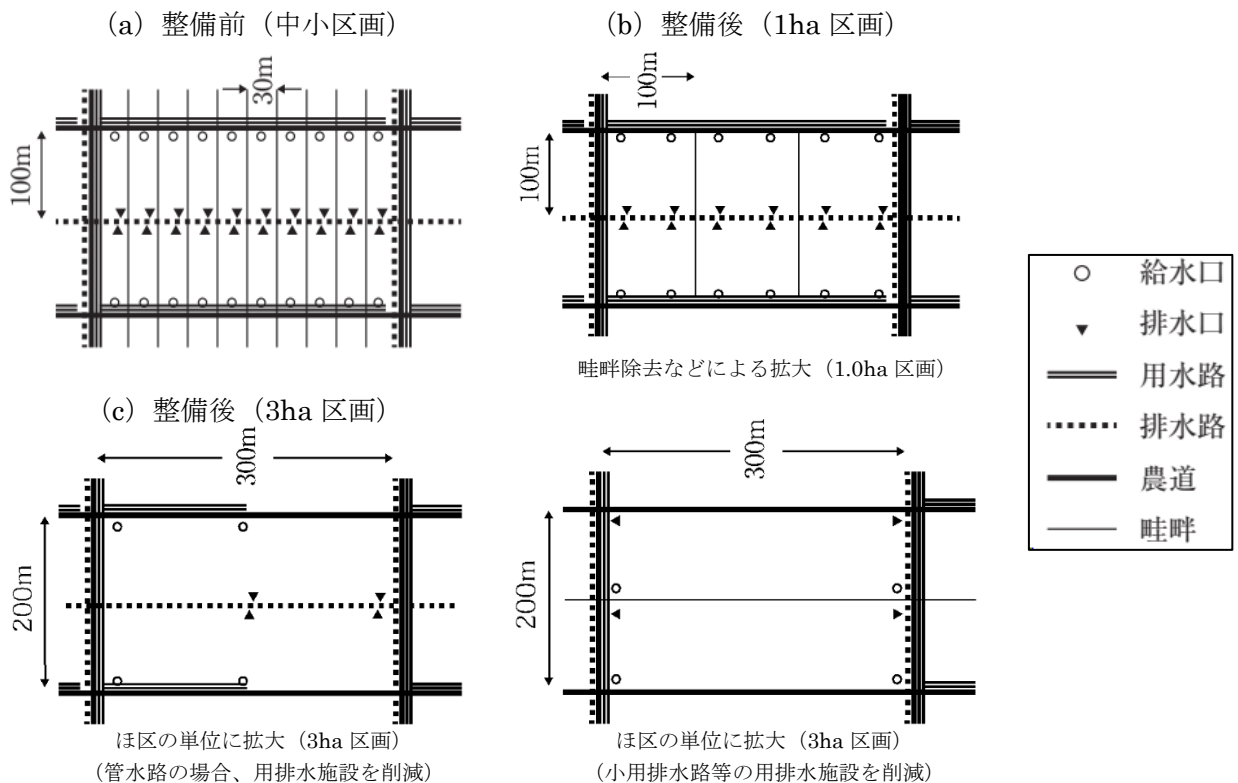 (a) 整備前（中小区画）
30m
100m
(b) 整備後（1ha 区画）
100m
100m
畦畔除去などによる拡大（1.0ha 区画）
給水口
排水口
用水路
排水路
農道
畦畔
(c) 整備後（3ha 区画）
300m
200m
ほ区の単位に拡大（3ha 区画）
（管水路の場合、用排水施設を削減）
300m
200m
ほ区の単位に拡大（3ha 区画）
（小用排水路等の用排水施設を削減）